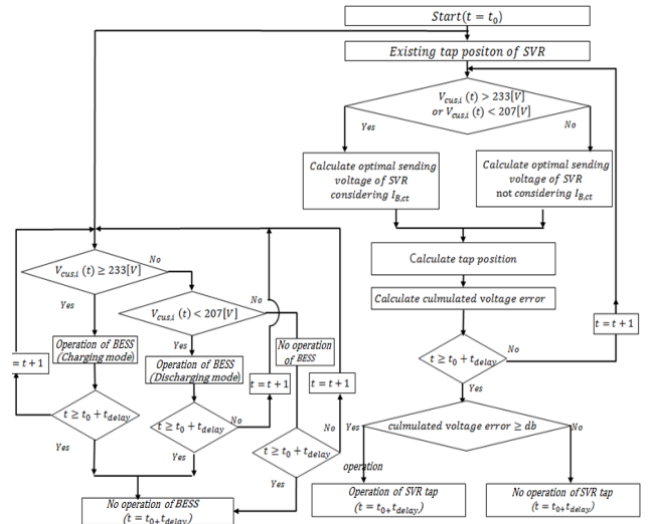 Start(t = t0)
Existing tap positon of SVR
Vcus,i (t) > 233[V]
or Vcus,i (t) < 207[V]
Yes
No
Calculate optimal sending
voltage of SVR
considering IB,ct
Calculate optimal sending
voltage of SVR
not considering IB,ct
Calculate tap position
Calculate culmulated voltage error
t = t + 1
t ≥ t0 + tdelay
No
Yes
culmulated voltage error ≥ db
Yes
No
operation
Operation of SVR tap
(t = t0+tdelay)
No operation of SVR tap
(t = t0+tdelay)
Vcus,i (t) ≥ 233[V]
No
Yes
Vcus,i (t) < 207[V]
No
Yes
Operation of BESS
(Charging mode)
= t + 1
Operation of BESS
(Discharging mode)
t = t + 1
No operation
of BESS
t = t + 1
t ≥ t0 + tdelay
Yes
t ≥ t0 + tdelay
No
Yes
t ≥ t0 + tdelay
No
Yes
No operation of BESS
(t = t0+tdelay)